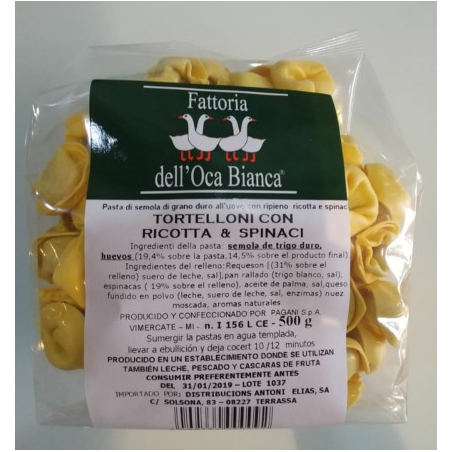 Fattoria
dell'Oca Bianca®
Pasta di semola di grano duro all'uovo con ripieno ricotta e spinac
TORTELLONI CON
RICOTTA & SPINACI
Ingredienti della pasta: semola de trigo duro,
huevos (19,4% sobre la pasta,14,5% sobre el producto final).
Ingredientes del relleno:Requeson |(31% sobre el
relleno) suero de leche, sal],pan rallado (trigo blanco, sal),
espinacas ( 19% sobre el relleno), aceite de palma, sal,queso
fundido en polvo (leche, suero de leche, sal, enzimas) nuez
moscada, aromas naturales
PRODUCIDO Y CONFECCIONADO POR PAGANI S.p.A.
VIMERCATE – MI - n. I 156 L CE - 500 g
Sumergir la pastas en agua templada,
llevar a ebullición y deja cocert 10 /12 minutos
PRODUCIDO EN UN ESTABLECIMIENTO DONDE SE UTILIZAN
TAMBIÉN LECHE, PESCADO Y CASCARAS DE FRUTA
CONSUMIR PREFERENTEMENTE ANTES
DEL 31/01/2019 – LOTE 1037
IMPORTADO POR: DISTRIBUCIONS ANTONI ELIAS, SA
C/ SOLSONA, 83 – 08227 TERRASSA